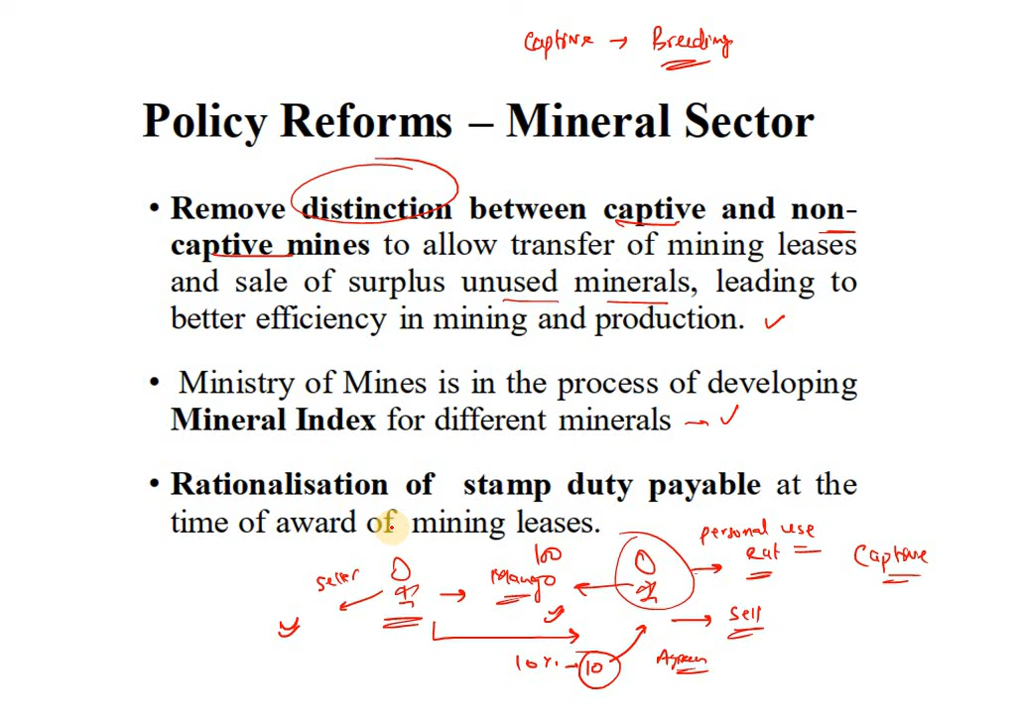 Captive → Breeding
Policy Reforms – Mineral Sector
• Remove distinction between captive and non-
captive mines to allow transfer of mining leases
and sale of surplus unused minerals, leading to
better efficiency in mining and production. ✓
• Ministry of Mines is in the process of developing
Mineral Index for different minerals → ✓
• Rationalisation of stamp duty payable at the
time of award of mining leases.
personal use
100
Eat
Captive
Seller
Mango
Sell
10%. → 10